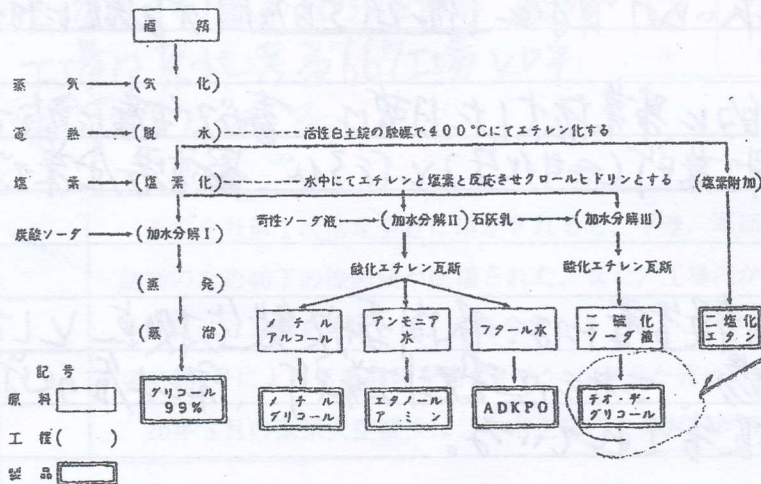 酒精
蒸気 (気化)
電熱 (脱水) 活性白土錠の触媒で400°Cにてエチレン化する
塩素 (塩素化) 水中にてエチレンと塩素と反応させクロールヒドリンとする (塩素附加)
炭酸ソーダ (加水分解I) 苛性ソーダ液 (加水分解II) 石灰乳 (加水分解III)
酸化エチレン瓦斯 酸化エチレン瓦斯
(蒸発)
(蒸溜)
メチル アンモニア フタール水 二硫化 二塩化
アルコール 水 ソーダ液 エタン
記号
原料
グリコール メチル エタノール ADKPO チオ・ヂ・
99% グリコール アミン グリコール
工程( )
製品